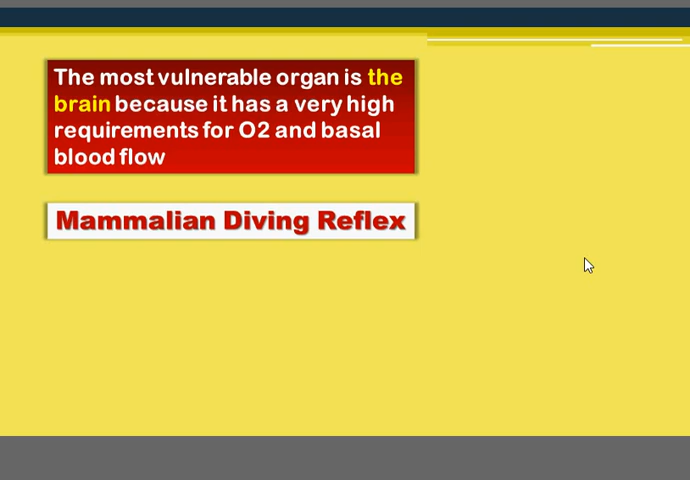 The most vulnerable organ is the
brain because it has a very high
requirements for O2 and basal
blood flow
Mammalian Diving Reflex